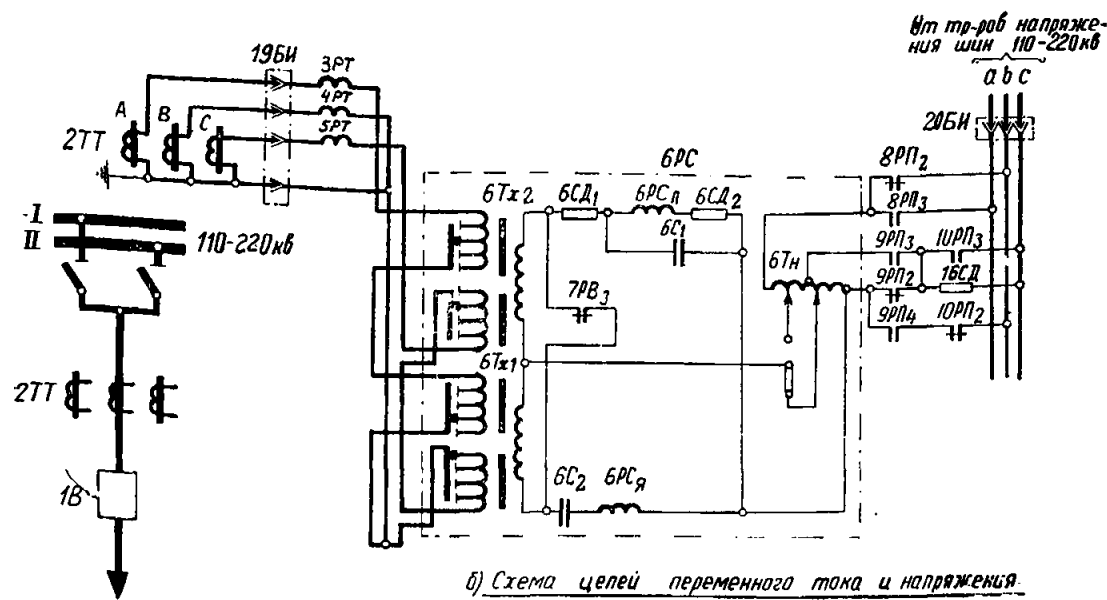 От тр-ров напряже-
ния шин 110-220кв
a b c
19БИ
3РТ
4РТ
5РТ
A B C
2ТТ
20БИ
I
II
110-220кв
6РС
6Тх2
6СД1
6РСп
6СД2
6С1
7РВ3
6Тх1
6С2
6РСя
6Тн
8РП2
8РП3
9РП3
10РП3
9РП2
16СД
9РП4
10РП2
2ТТ
1В
б) Схема цепей переменного тока и напряжения